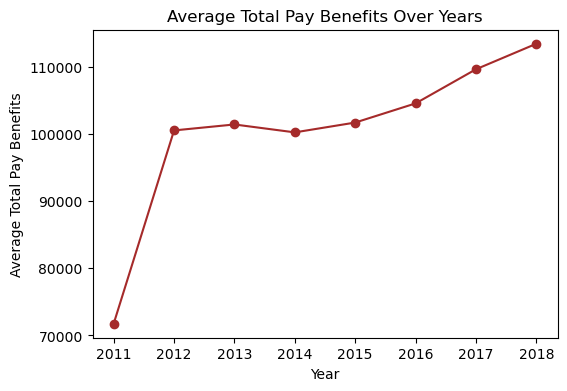 Average Total Pay Benefits Over Years
Average Total Pay Benefits
110000
100000
90000
80000
70000
2011 2012 2013 2014 2015 2016 2017 2018
Year